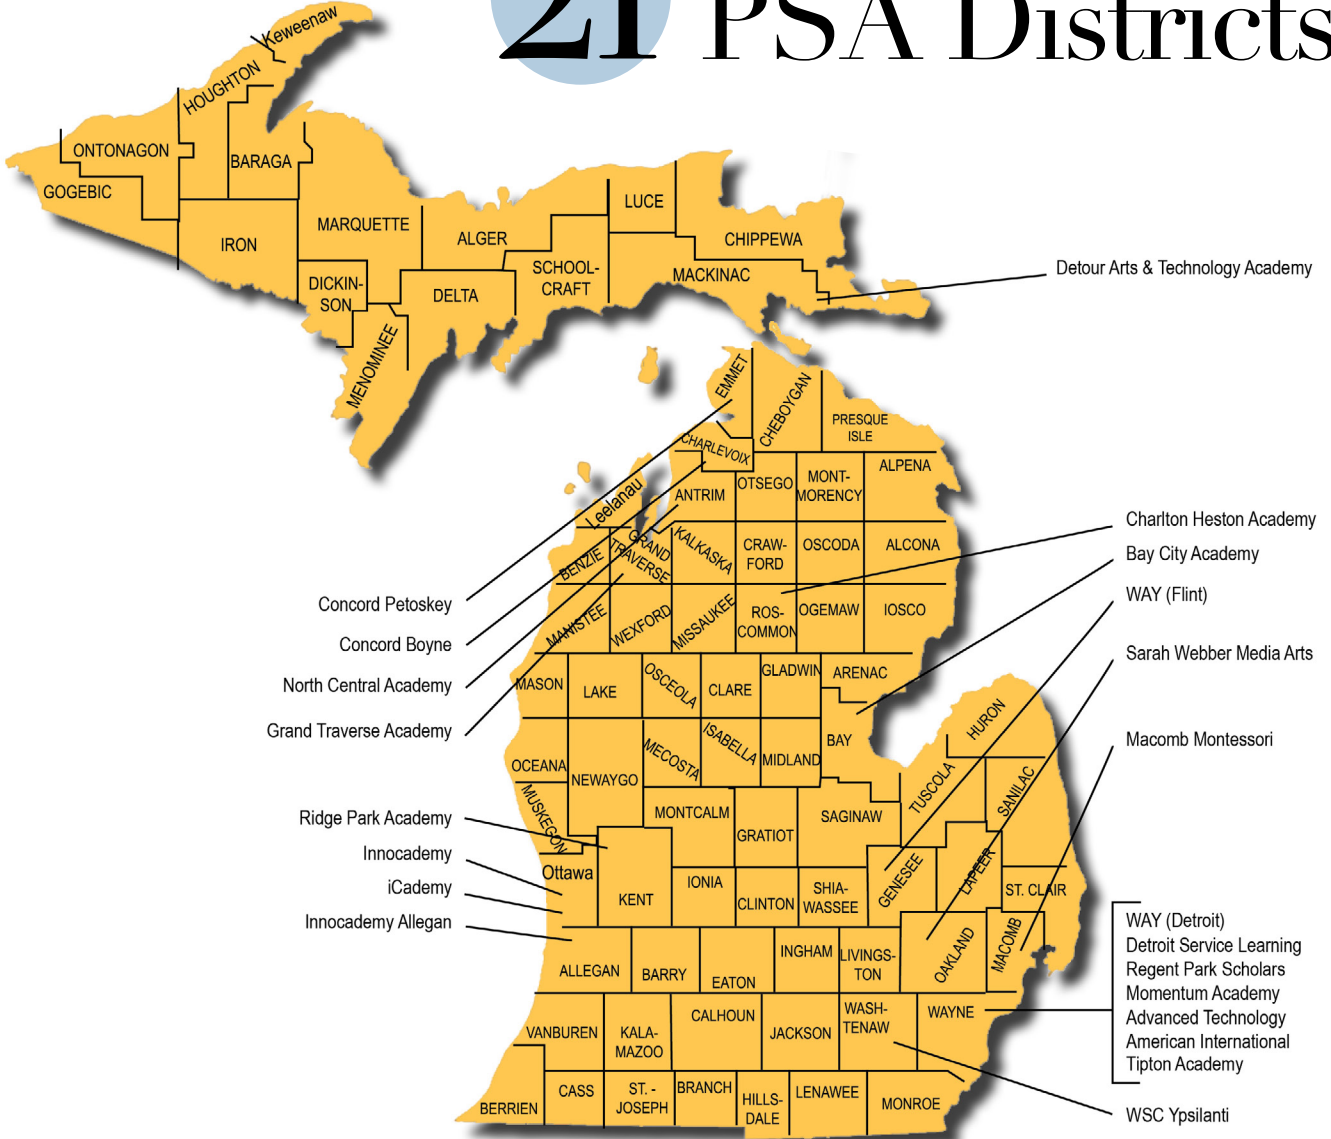 21 PSA Districts
Keweenaw
HOUGHTON
ONTONAGON
BARAGA
GOGEBIC
LUCE
MARQUETTE
ALGER
CHIPPEWA
IRON
SCHOOL-
CRAFT
MACKINAC
Detour Arts & Technology Academy
DICKIN-
SON
DELTA
MENOMINEE
EMMET
CHEBOYGAN
PRESQUE
ISLE
CHARLEVOIX
ALPENA
OTSEGO
MONT-
MORENCY
ANTRIM
Leelanau
Charlton Heston Academy
GRAND
TRAVERSE
KALKASKA
CRAW-
FORD
OSCODA
ALCONA
BENZIE
Bay City Academy
WAY (Flint)
Concord Petoskey
MANISTEE
WEXFORD
MISSAUKEE
ROS-
COMMON
OGEMAW
IOSCO
Concord Boyne
Sarah Webber Media Arts
North Central Academy
MASON
LAKE
OSCEOLA
CLARE
GLADWIN
ARENAC
Grand Traverse Academy
HURON
Macomb Montessori
OCEANA
NEWAYGO
MECOSTA
ISABELLA
MIDLAND
BAY
TUSCOLA
SANILAC
Ridge Park Academy
MUSKEGON
MONTCALM
GRATIOT
SAGINAW
Innocademy
Ottawa
iCademy
KENT
IONIA
CLINTON
SHIA-
WASSEE
GENESEE
LAPEER
ST. CLAIR
Innocademy Allegan
WAY (Detroit)
Detroit Service Learning
Regent Park Scholars
Momentum Academy
Advanced Technology
American International
Tipton Academy
ALLEGAN
BARRY
EATON
INGHAM
LIVINGS-
TON
OAKLAND
MACOMB
VANBUREN
KALA-
MAZOO
CALHOUN
JACKSON
WASH-
TENAW
WAYNE
WSC Ypsilanti
BERRIEN
CASS
ST. -
JOSEPH
BRANCH
HILLS-
DALE
LENAWEE
MONROE